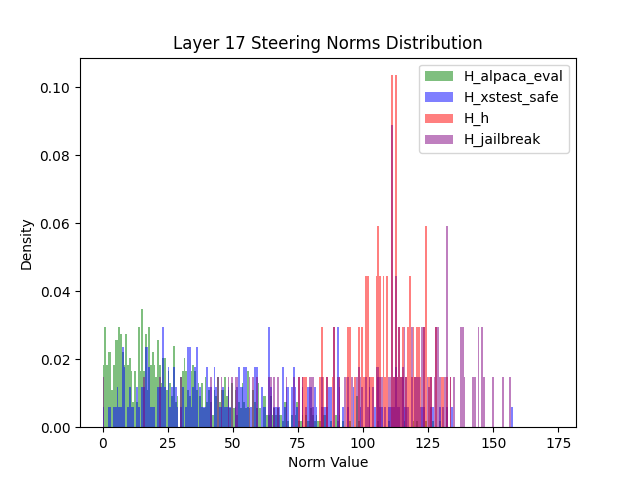 Layer 17 Steering Norms Distribution
H_alpaca_eval
H_xstest_safe
H_h
H_jailbreak
0.10
0.08
0.06
0.04
0.02
0.00
Density
0 25 50 75 100 125 150 175
Norm Value